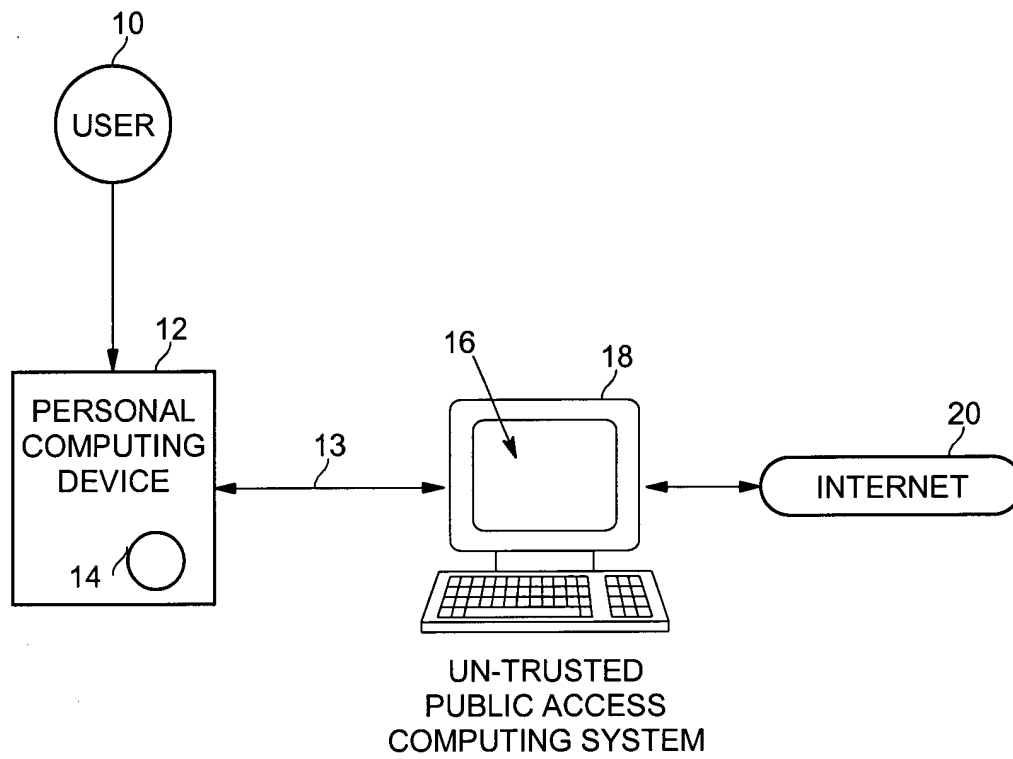 10
USER
12
PERSONAL
COMPUTING
DEVICE
14
13
16
18
20
INTERNET
UN-TRUSTED
PUBLIC ACCESS
COMPUTING SYSTEM